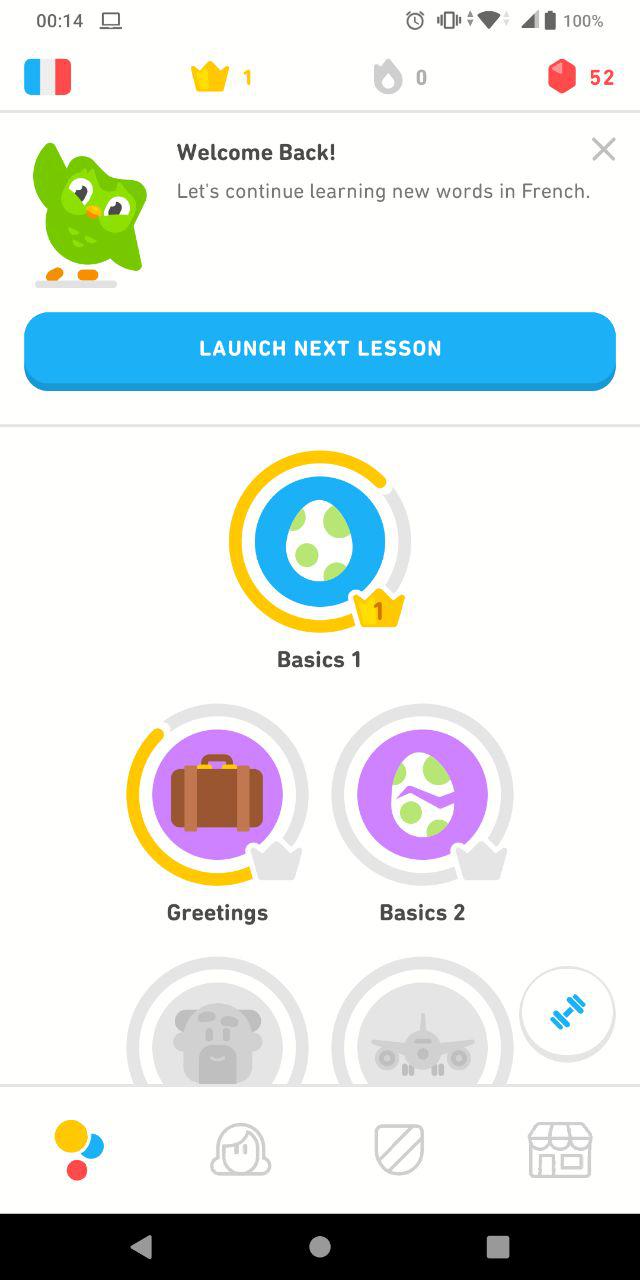 00:14
100%
1
0
52
Welcome Back!
Let's continue learning new words in French.
LAUNCH NEXT LESSON
1
Basics 1
Greetings
Basics 2